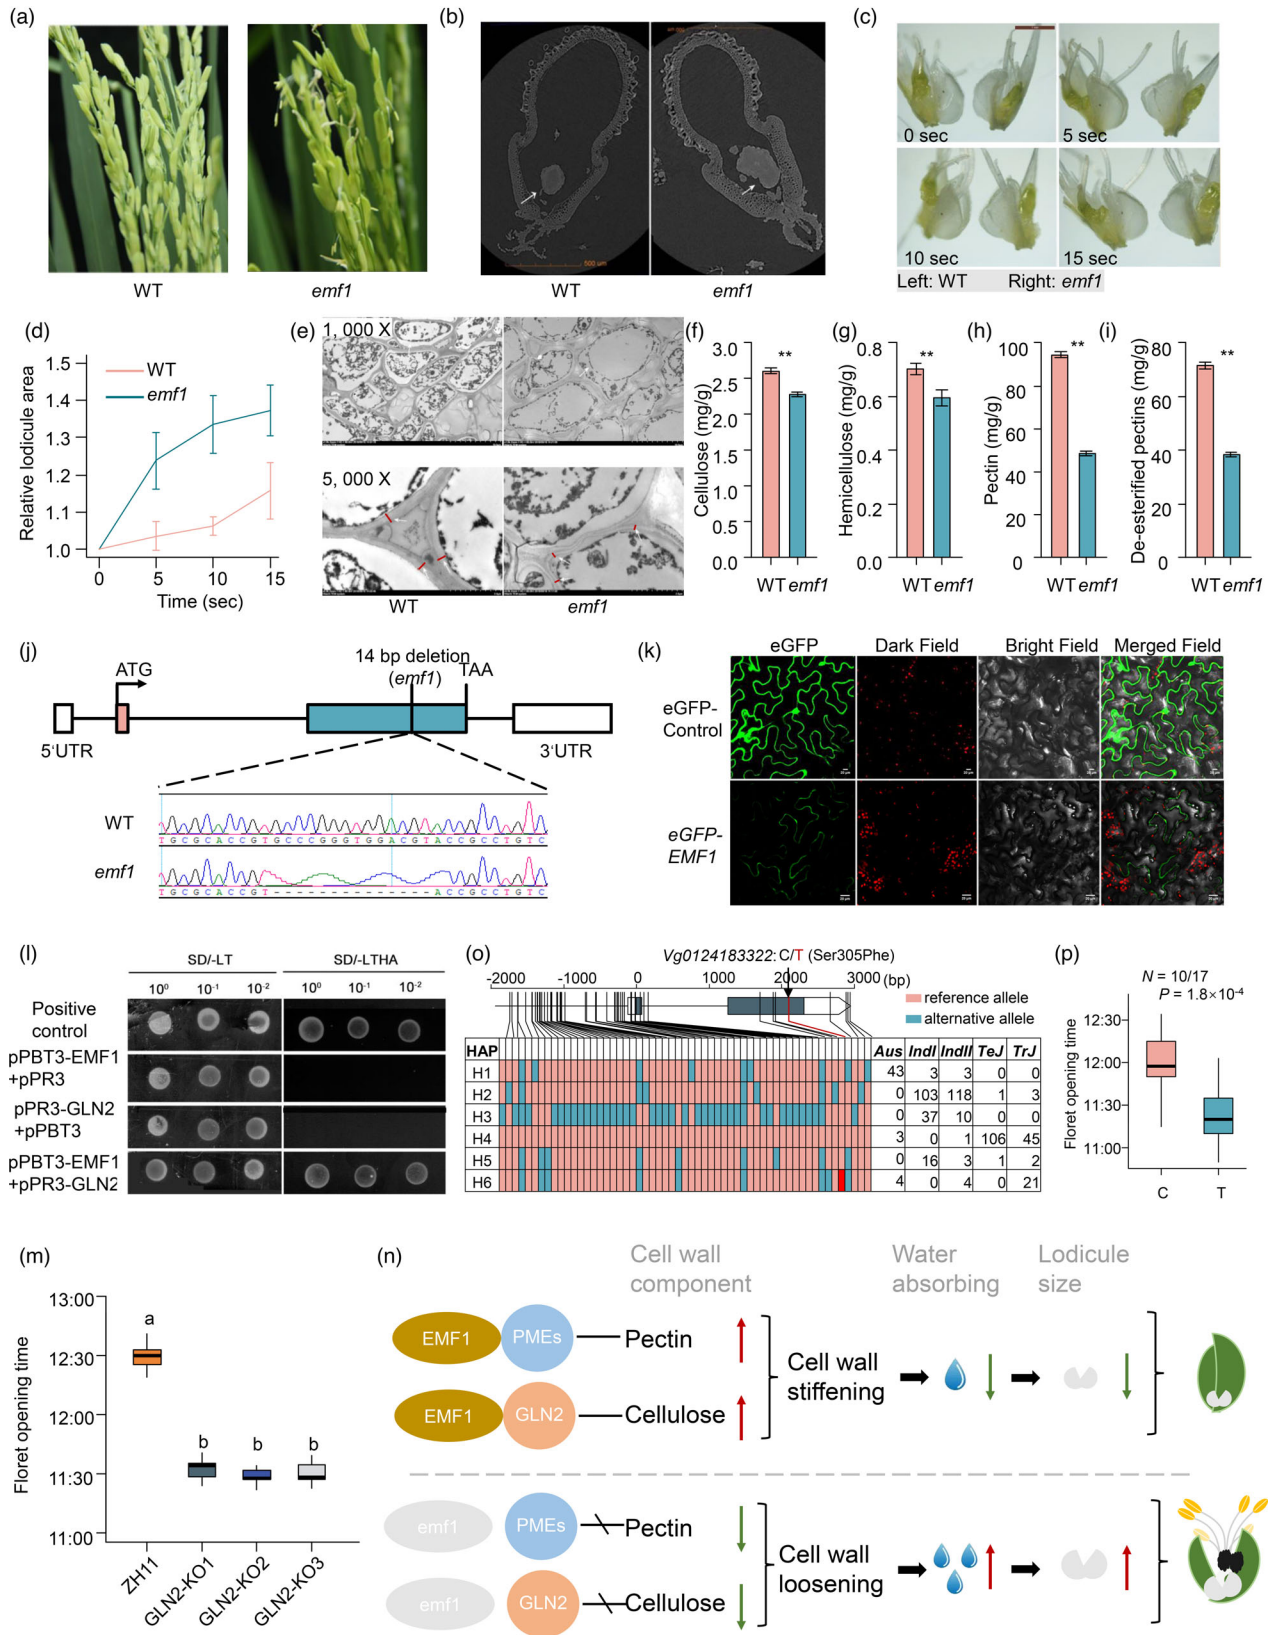 (a)
WT
emf1
(b)
500 um
WT
emf1
(c)
0 sec
5 sec
10 sec
15 sec
Left: WT Right: emf1
(d)
1.5
1.4
1.3
1.2
1.1
1.0
Relative lodicule area
WT
emf1
0 5 10 15
Time (sec)
(e)
1, 000 X
5, 000 X
WT
emf1
(f)
**
3.0
2.5
2.0
1.5
1.0
0.5
0.0
Cellulose (mg/g)
WT emf1
(g)
**
0.8
0.6
0.4
0.2
0.0
Hemicellulose (mg/g)
WT emf1
(h)
**
100
80
60
40
20
0
Pectin (mg/g)
WT emf1
(i)
**
80
60
40
20
0
De-esterified pectins (mg/g)
WT emf1
(j)
14 bp deletion
(emf1)
ATG
TAA
5'UTR
3'UTR
WT
TGCGCACCGTGCCCGGGTGGACGTACCGCCTGTC
emf1
TGCGCACCGT--------------ACCGCCTGTC
(k)
eGFP Dark Field Bright Field Merged Field
eGFP-
Control
eGFP-
EMF1
(l)
SD/-LT SD/-LTHA
10⁰ 10⁻¹ 10⁻² 10⁰ 10⁻¹ 10⁻²
Positive
control
pPBT3-EMF1
+pPR3
pPR3-GLN2
+pPBT3
pPBT3-EMF1
+pPR3-GLN2
(o)
Vg0124183322: C/T (Ser305Phe)
-2000 -1000 0 1000 2000 3000 (bp)
reference allele
alternative allele
HAP Aus IndI IndII TeJ TrJ
H1 43 3 3 0 0
H2 0 103 118 1 3
H3 0 37 10 0 0
H4 3 0 1 106 45
H5 0 16 3 1 2
H6 4 0 4 0 21
(p)
N = 10/17
P = 1.8×10⁻⁴
12:30
12:00
11:30
11:00
Floret opening time
C T
(m)
13:00
12:30
12:00
11:30
11:00
Floret opening time
a
b
b
b
ZH11
GLN2-KO1
GLN2-KO2
GLN2-KO3
(n)
Cell wall
component
Water
absorbing
Lodicule
size
EMF1 PMEs Pectin
EMF1 GLN2 Cellulose
Cell wall
stiffening
emf1 PMEs Pectin
emf1 GLN2 Cellulose
Cell wall
loosening